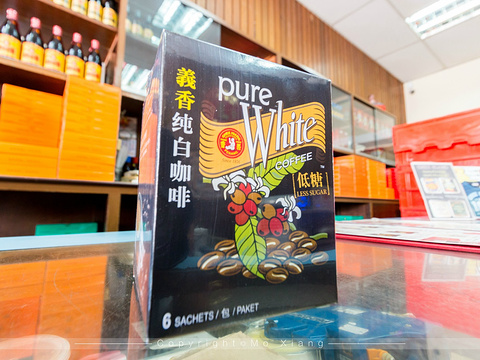 義香纯白咖啡
pure
White
COFFEE
低糖
LESS SUGAR
6 SACHETS / 包 / PAKET
Copyright@Mo Xiang